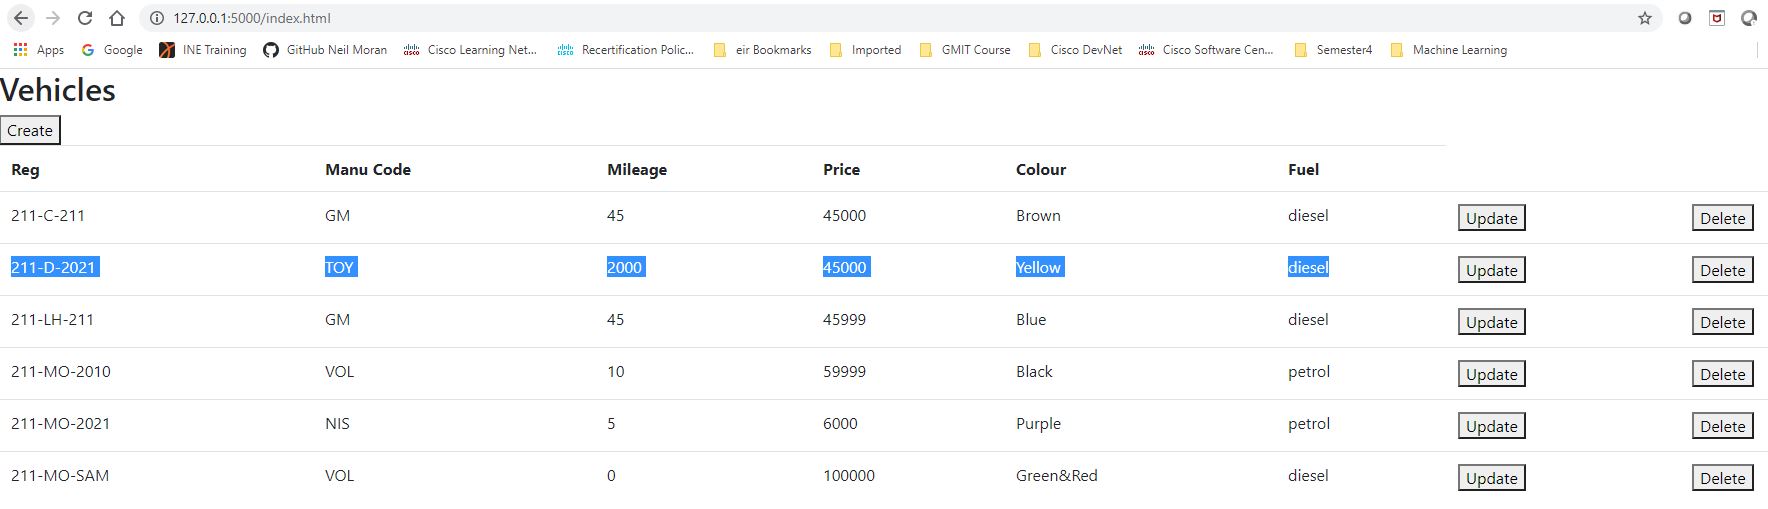 127.0.0.1:5000/index.html
Apps Google INE Training GitHub Neil Moran Cisco Learning Net... Recertification Polic... eir Bookmarks Imported GMIT Course Cisco DevNet Cisco Software Cen... Semester4 Machine Learning
Vehicles
Create
Reg Manu Code Mileage Price Colour Fuel
211-C-211 GM 45 45000 Brown diesel Update Delete
211-D-2021 TOY 2000 45000 Yellow diesel Update Delete
211-LH-211 GM 45 45999 Blue diesel Update Delete
211-MO-2010 VOL 10 59999 Black petrol Update Delete
211-MO-2021 NIS 5 6000 Purple petrol Update Delete
211-MO-SAM VOL 0 100000 Green&Red diesel Update Delete